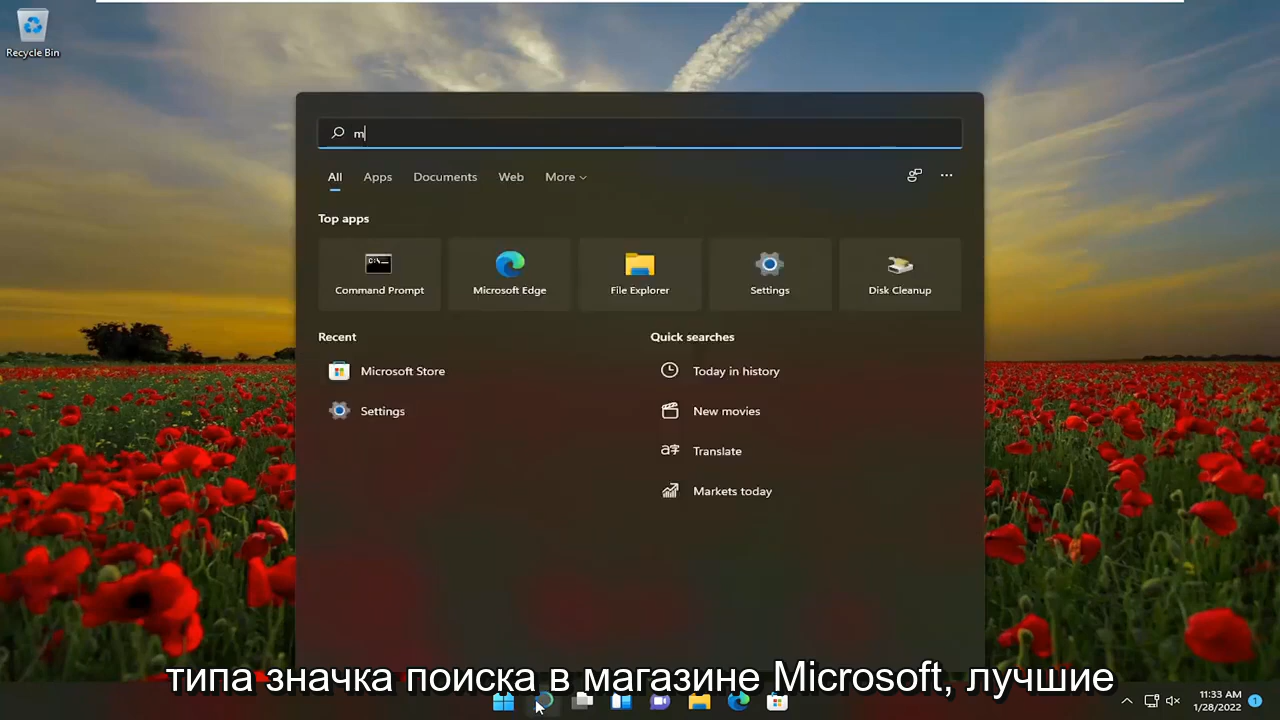 Recycle Bin
m
All Apps Documents Web More
Top apps
Command Prompt Microsoft Edge File Explorer Settings Disk Cleanup
Recent Quick searches
Microsoft Store Today in history
Settings New movies
Translate
Markets today
типа значка поиска в магазине Microsoft, лучшие
11:33 AM
1/28/2022 1